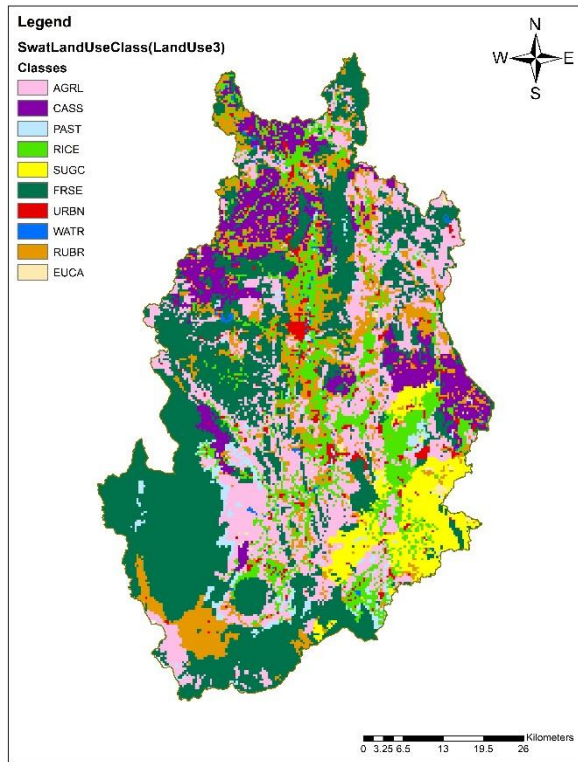 Legend
SwatLandUseClass(LandUse3)
Classes
AGRL
CASS
PAST
RICE
SUGC
FRSE
URBN
WATR
RUBR
EUCA
N
W E
S
Kilometers
0 3.25 6.5 13 19.5 26